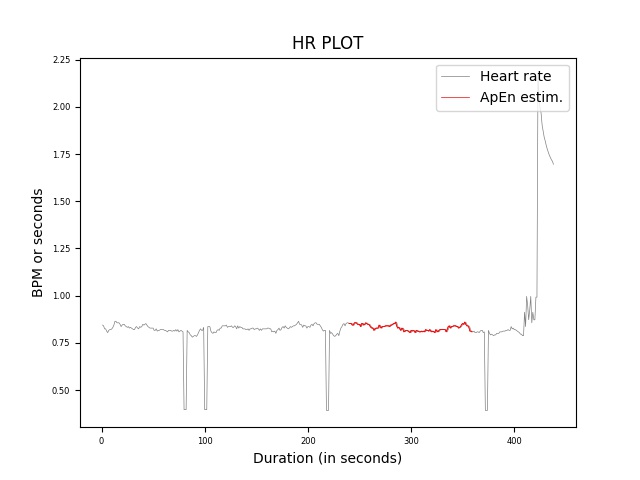 HR PLOT
2.25
2.00
1.75
1.50
1.25
1.00
0.75
0.50
BPM or seconds
Heart rate
ApEn estim.
0 100 200 300 400
Duration (in seconds)